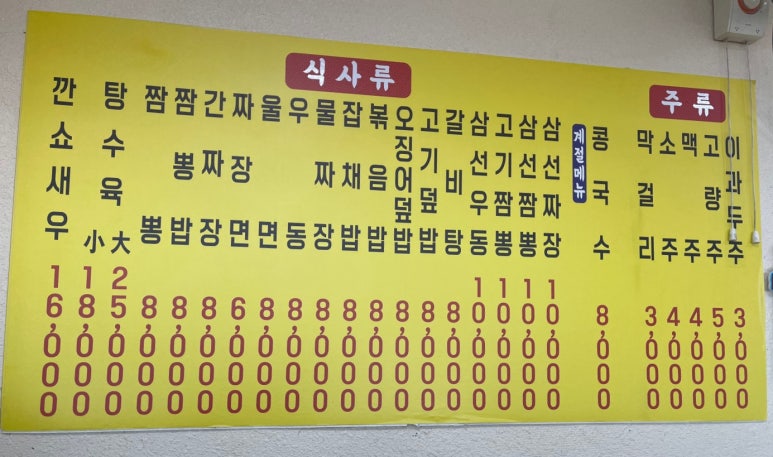 식사류
깐쇼새우 16,000
탕수육 小 18,000
大 25,000
짬뽕 8,000
짬뽕밥 8,000
간짜장 8,000
짜장면 6,000
울면 8,000
우동 8,000
물짜장 8,000
잡채밥 8,000
볶음밥 8,000
오징어덮밥 8,000
고기덮밥 8,000
갈비탕 8,000
삼선우동 10,000
고기짬뽕 10,000
삼선짬뽕 10,000
삼선짜장 10,000
계절메뉴
콩국수 8,000
주류
막걸리 3,000
소주 4,000
맥주 4,000
고량주 5,000
이과두주 3,000